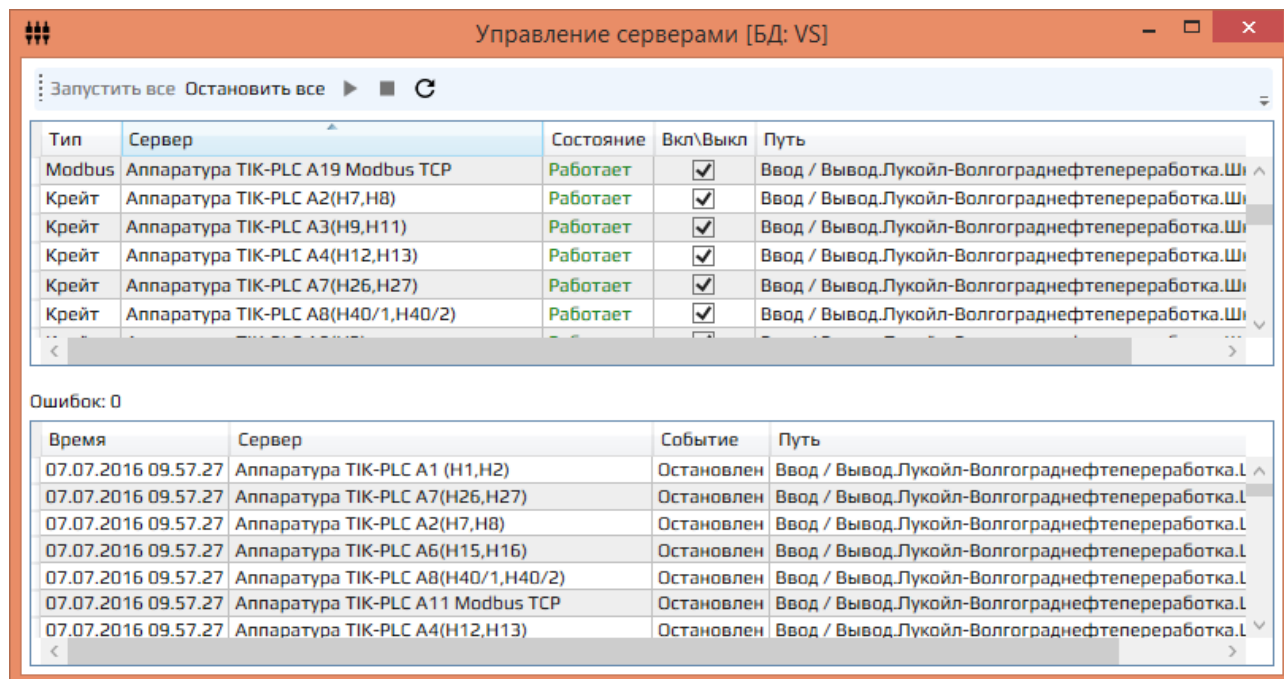 Управление серверами [БД: VS]
Запустить все Остановить все
Тип Сервер Состояние Вкл\Выкл Путь
Modbus Аппаратура TIK-PLC A19 Modbus TCP Работает Ввод / Вывод.Лукойл-Волгограднефтепереработка.Ш
Крейт Аппаратура TIK-PLC A2(H7,H8) Работает Ввод / Вывод.Лукойл-Волгограднефтепереработка.Ш
Крейт Аппаратура TIK-PLC A3(H9,H11) Работает Ввод / Вывод.Лукойл-Волгограднефтепереработка.Ш
Крейт Аппаратура TIK-PLC A4(H12,H13) Работает Ввод / Вывод.Лукойл-Волгограднефтепереработка.Ш
Крейт Аппаратура TIK-PLC A7(H26,H27) Работает Ввод / Вывод.Лукойл-Волгограднефтепереработка.Ш
Крейт Аппаратура TIK-PLC A8(H40/1,H40/2) Работает Ввод / Вывод.Лукойл-Волгограднефтепереработка.Ш
Ошибок: 0
Время Сервер Событие Путь
07.07.2016 09.57.27 Аппаратура TIK-PLC A1 (H1,H2) Остановлен Ввод / Вывод.Лукойл-Волгограднефтепереработка.
07.07.2016 09.57.27 Аппаратура TIK-PLC A7(H26,H27) Остановлен Ввод / Вывод.Лукойл-Волгограднефтепереработка.
07.07.2016 09.57.27 Аппаратура TIK-PLC A2(H7,H8) Остановлен Ввод / Вывод.Лукойл-Волгограднефтепереработка.
07.07.2016 09.57.27 Аппаратура TIK-PLC A6(H15,H16) Остановлен Ввод / Вывод.Лукойл-Волгограднефтепереработка.
07.07.2016 09.57.27 Аппаратура TIK-PLC A8(H40/1,H40/2) Остановлен Ввод / Вывод.Лукойл-Волгограднефтепереработка.
07.07.2016 09.57.27 Аппаратура TIK-PLC A11 Modbus TCP Остановлен Ввод / Вывод.Лукойл-Волгограднефтепереработка.
07.07.2016 09.57.27 Аппаратура TIK-PLC A4(H12,H13) Остановлен Ввод / Вывод.Лукойл-Волгограднефтепереработка.